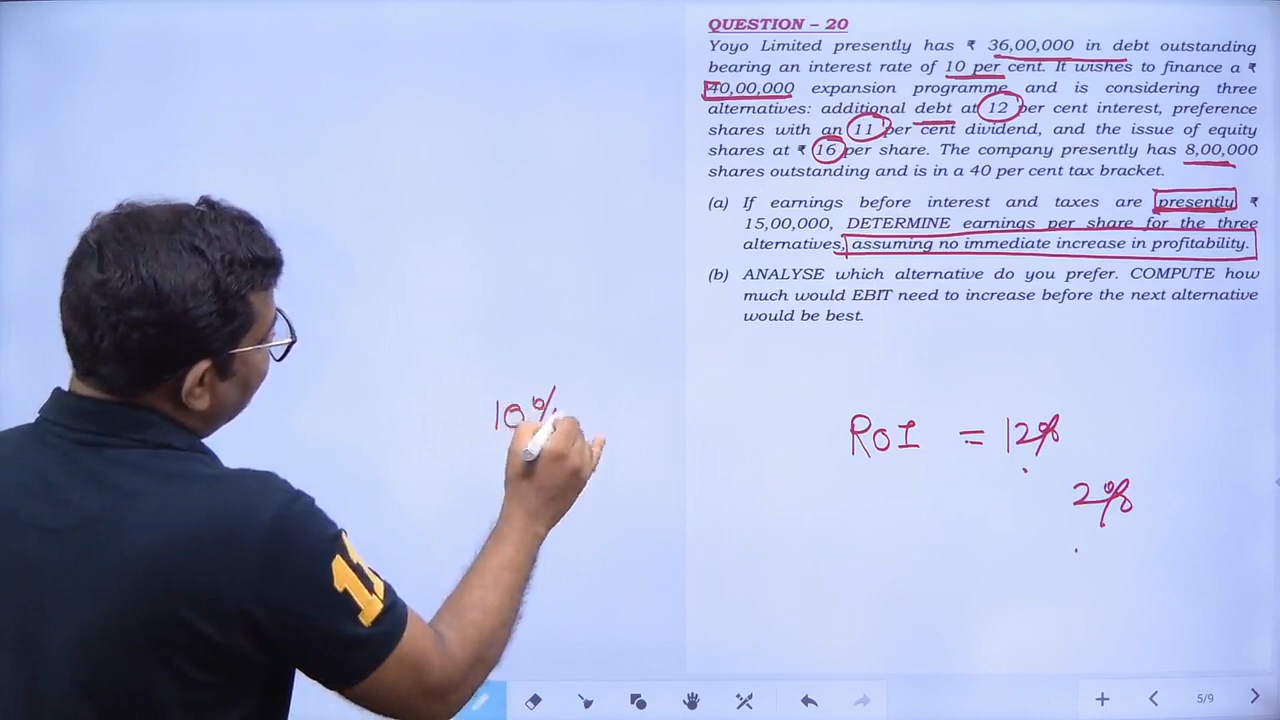 QUESTION – 20
Yoyo Limited presently has ₹ 36,00,000 in debt outstanding
bearing an interest rate of 10 per cent. It wishes to finance a ₹
40,00,000 expansion programme and is considering three
alternatives: additional debt at 12 per cent interest, preference
shares with an 11 per cent dividend, and the issue of equity
shares at ₹ 16 per share. The company presently has 8,00,000
shares outstanding and is in a 40 per cent tax bracket.
(a) If earnings before interest and taxes are presently ₹
15,00,000, DETERMINE earnings per share for the three
alternatives, assuming no immediate increase in profitability.
(b) ANALYSE which alternative do you prefer. COMPUTE how
much would EBIT need to increase before the next alternative
would be best.
10%
ROI = 12%
2%
11
5/9